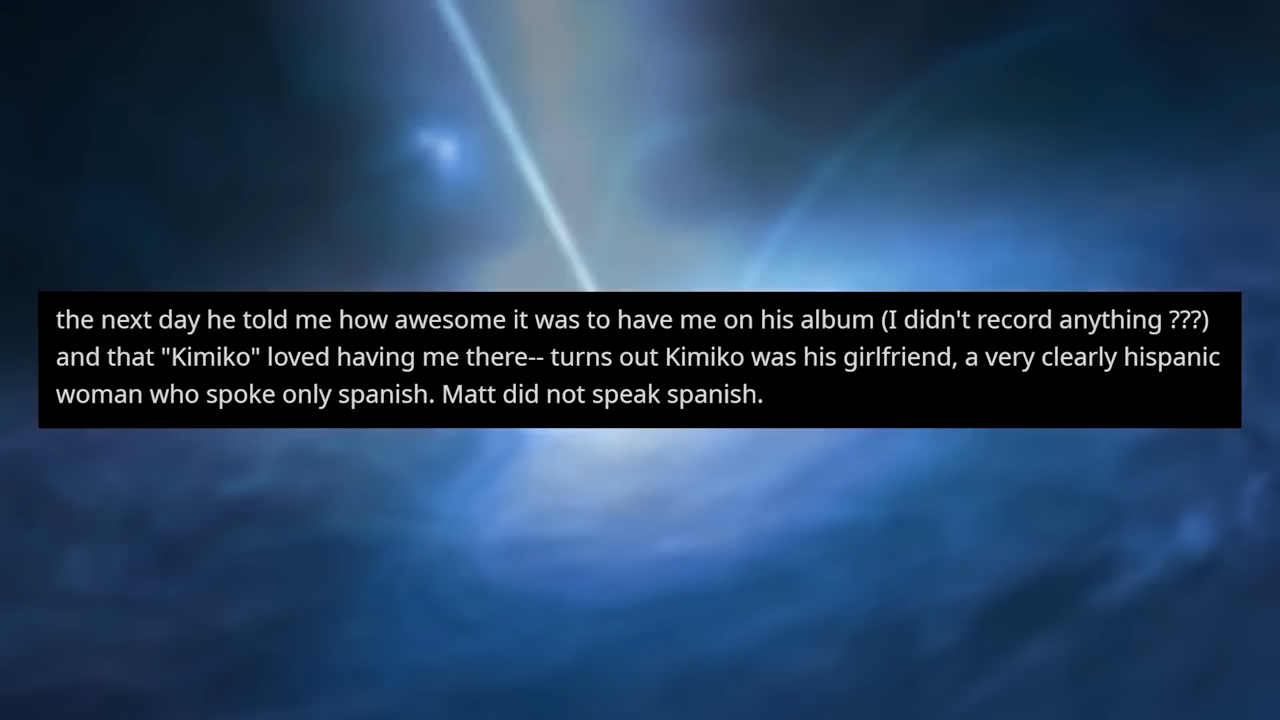 the next day he told me how awesome it was to have me on his album (I didn't record anything ???)
and that "Kimiko" loved having me there-- turns out Kimiko was his girlfriend, a very clearly hispanic
woman who spoke only spanish. Matt did not speak spanish.